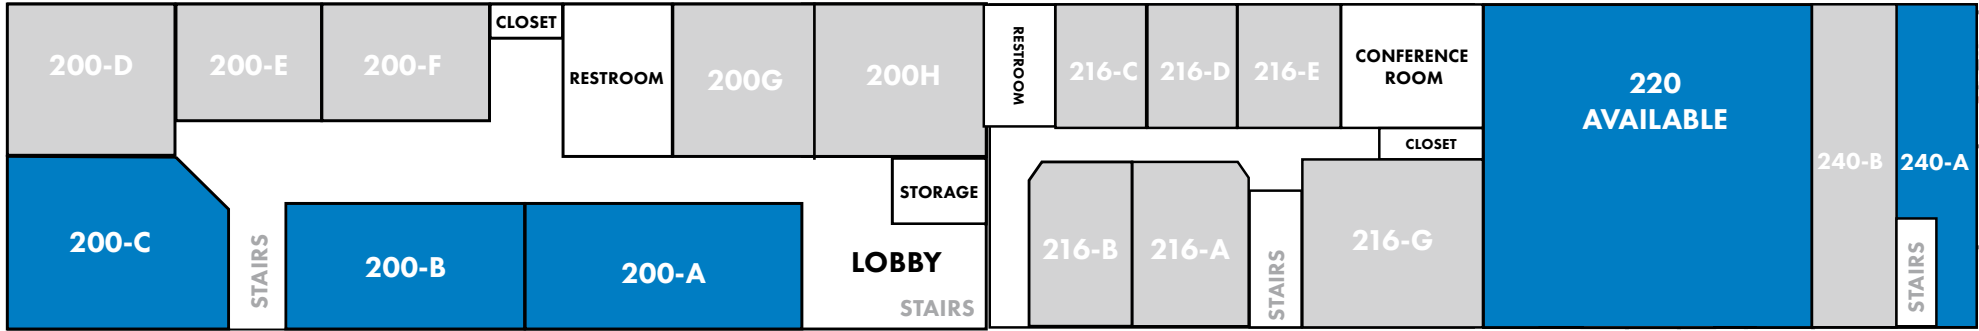 200-D
200-E
200-F
CLOSET
RESTROOM
200G
200H
RESTROOM
216-C
216-D
216-E
CONFERENCE
ROOM
220
AVAILABLE
240-B
240-A
CLOSET
STORAGE
200-C
STAIRS
200-B
200-A
LOBBY
STAIRS
216-B
216-A
STAIRS
216-G
STAIRS